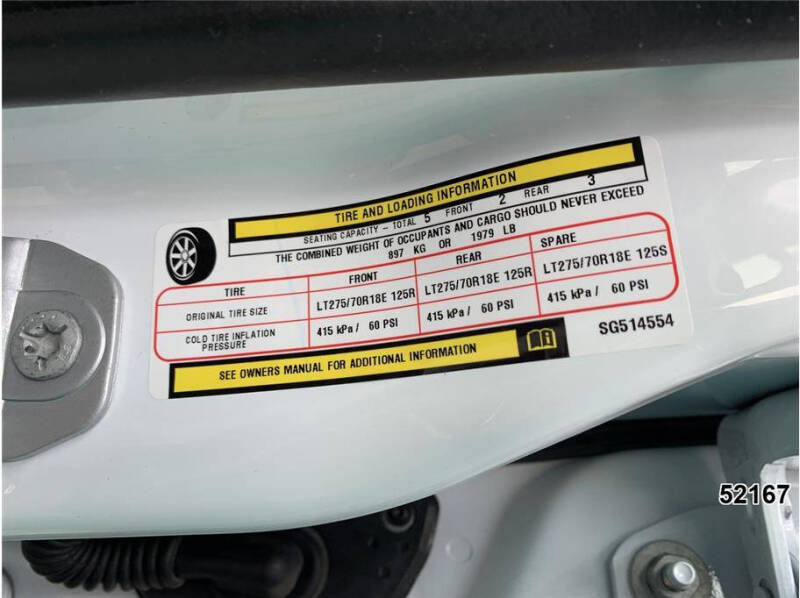 TIRE AND LOADING INFORMATION
SEATING CAPACITY - TOTAL 5 FRONT 2 REAR 3
THE COMBINED WEIGHT OF OCCUPANTS AND CARGO SHOULD NEVER EXCEED
897 KG OR 1979 LB
TIRE FRONT REAR SPARE
ORIGINAL TIRE SIZE LT275/70R18E 125R LT275/70R18E 125R LT275/70R18E 125S
COLD TIRE INFLATION PRESSURE 415 kPa / 60 PSI 415 kPa / 60 PSI 415 kPa / 60 PSI
SG514554
SEE OWNERS MANUAL FOR ADDITIONAL INFORMATION
52167